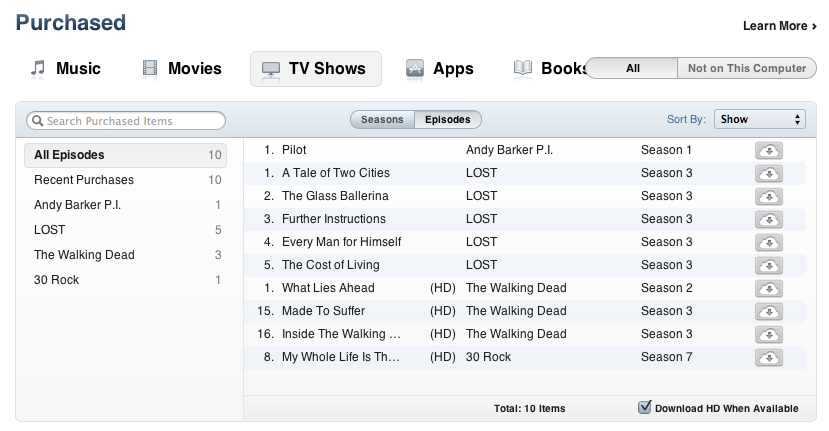 Purchased
Learn More ›
Music Movies TV Shows Apps Books All Not on This Computer
Search Purchased Items Seasons Episodes Sort By: Show
All Episodes 10
Recent Purchases 10
Andy Barker P.I. 1
LOST 5
The Walking Dead 3
30 Rock 1
1. Pilot Andy Barker P.I. Season 1
1. A Tale of Two Cities LOST Season 3
2. The Glass Ballerina LOST Season 3
3. Further Instructions LOST Season 3
4. Every Man for Himself LOST Season 3
5. The Cost of Living LOST Season 3
1. What Lies Ahead (HD) The Walking Dead Season 2
15. Made To Suffer (HD) The Walking Dead Season 3
16. Inside The Walking ... (HD) The Walking Dead Season 3
8. My Whole Life Is Th... (HD) 30 Rock Season 7
Total: 10 Items Download HD When Available